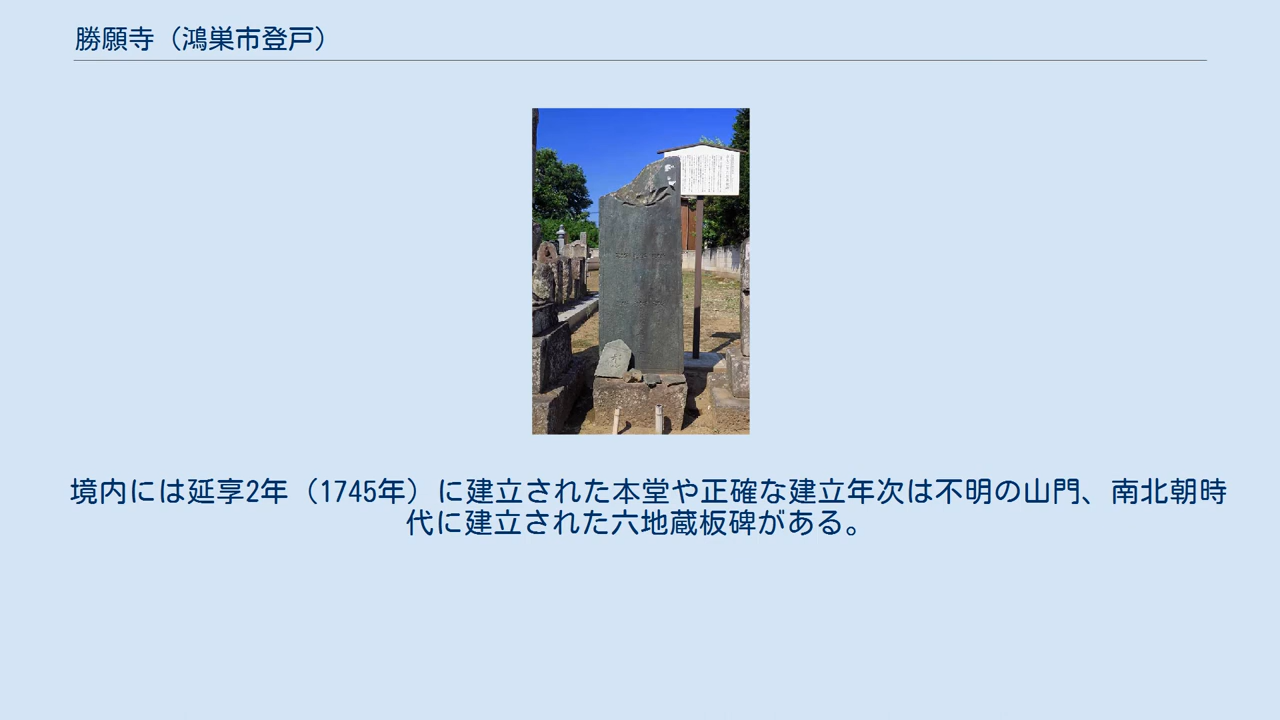 勝願寺（鴻巣市登戸）
境内には延享2年（1745年）に建立された本堂や正確な建立年次は不明の山門、南北朝時
代に建立された六地蔵板碑がある。